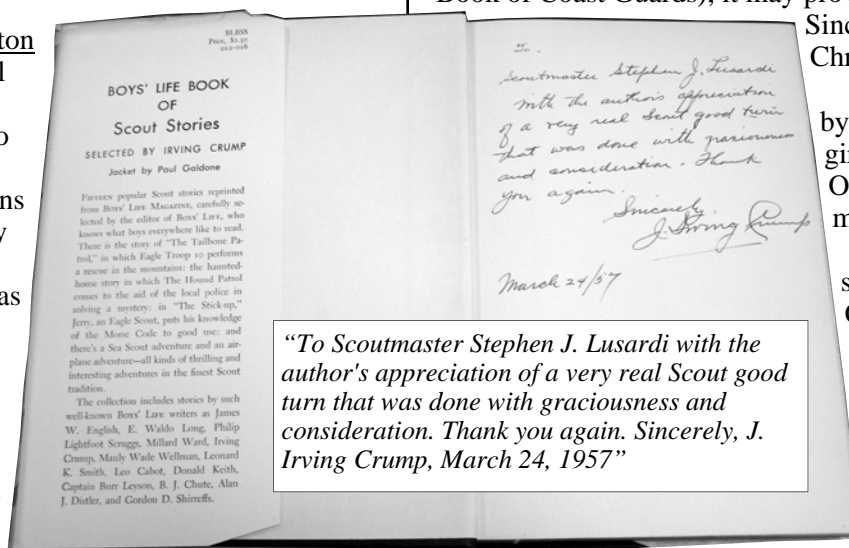 ton
l
o
ns
y
as
Book of Coast Guards), it may pro
Sinc
Chr
by
gin
O
m
s
BLBSS
Price, $2.50
012–016
BOYS' LIFE BOOK
OF
Scout Stories
SELECTED BY IRVING CRUMP
Jacket by Paul Galdone
FIFTEEN popular Scout stories reprinted
from BOYS' LIFE MAGAZINE, carefully se-
lected by the editor of BOYS' LIFE, who
knows what boys everywhere like to read.
There is the story of "The Tailbone Pa-
trol," in which Eagle Troop 10 performs
a rescue in the mountains: the haunted-
house story in which The Hound Patrol
comes to the aid of the local police in
solving a mystery: in "The Stick-up,"
Jerry, an Eagle Scout, puts his knowledge
of the Morse Code to good use: and
there's a Sea Scout adventure and an air-
plane adventure—all kinds of thrilling and
interesting adventures in the finest Scout
tradition.
The collection includes stories by such
well-known BOYS' LIFE writers as James
W. English, E. Waldo Long, Philip
Lightfoot Scruggs, Millard Ward, Irving
Crump, Manly Wade Wellman, Leonard
K. Smith, Leo Cabot, Donald Keith,
Captain Burr Leyson, B. J. Chute, Alan
J. Distler, and Gordon D. Shirreffs.
To.
Scoutmaster Stephen J. Lusardi
with the author's appreciation
of a very real Scout good turn
that was done with graciousness
and consideration. Thank
you again.
Sincerely
J. Irving Crump
March 24/57
“To Scoutmaster Stephen J. Lusardi with the
author's appreciation of a very real Scout good
turn that was done with graciousness and
consideration. Thank you again. Sincerely, J.
Irving Crump, March 24, 1957”